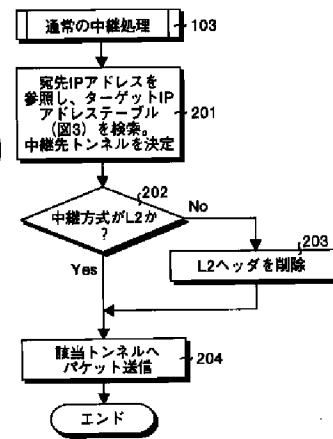 通常の中継処理
103
宛先IPアドレスを
参照し、ターゲットIP
アドレステーブル
(図3)を検索。
中継先トンネルを決定
201
202
中継方式がL2か
?
No
Yes
203
L2ヘッダを削除
該当トンネルへ
パケット送信
204
エンド